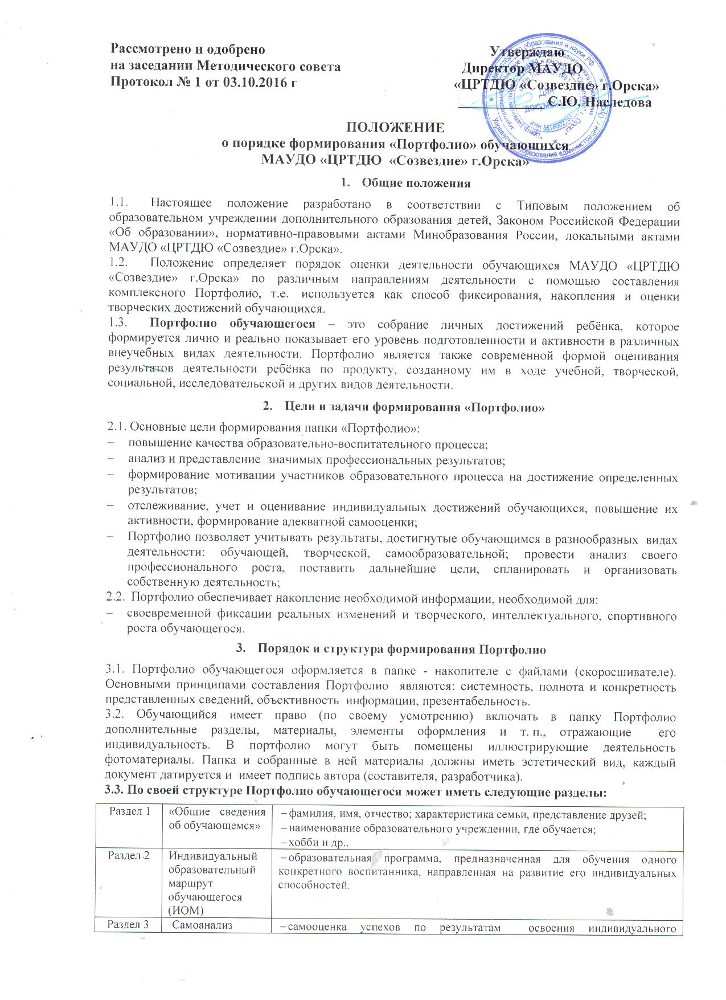 Рассмотрено и одобрено
на заседании Методического совета
Протокол № 1 от 03.10.2016 г
Утверждаю
Директор МАУДО
«ЦРТДЮ «Созвездие» г.Орска»
____________С.Ю. Наследова
ПОЛОЖЕНИЕ
о порядке формирования «Портфолио» обучающихся
МАУДО «ЦРТДЮ «Созвездие» г.Орска»
1. Общие положения
1.1. Настоящее положение разработано в соответствии с Типовым положением об
образовательном учреждении дополнительного образования детей, Законом Российской Федерации
«Об образовании», нормативно-правовыми актами Минобразования России, локальными актами
МАУДО «ЦРТДЮ «Созвездие» г.Орска».
1.2. Положение определяет порядок оценки деятельности обучающихся МАУДО «ЦРТДЮ
«Созвездие» г.Орска» по различным направлениям деятельности с помощью составления
комплексного Портфолио, т.е. используется как способ фиксирования, накопления и оценки
творческих достижений обучающихся.
1.3. Портфолио обучающегося – это собрание личных достижений ребёнка, которое
формируется лично и реально показывает его уровень подготовленности и активности в различных
внеучебных видах деятельности. Портфолио является также современной формой оценивания
результатов деятельности ребёнка по продукту, созданному им в ходе учебной, творческой,
социальной, исследовательской и других видов деятельности.
2. Цели и задачи формирования «Портфолио»
2.1. Основные цели формирования папки «Портфолио»:
– повышение качества образовательно-воспитательного процесса;
– анализ и представление значимых профессиональных результатов;
– формирование мотивации участников образовательного процесса на достижение определенных
результатов;
– отслеживание, учет и оценивание индивидуальных достижений обучающихся, повышение их
активности, формирование адекватной самооценки;
– Портфолио позволяет учитывать результаты, достигнутые обучающимся в разнообразных видах
деятельности: обучающей, творческой, самообразовательной; провести анализ своего
профессионального роста, поставить дальнейшие цели, спланировать и организовать
собственную деятельность;
2.2. Портфолио обеспечивает накопление необходимой информации, необходимой для:
– своевременной фиксации реальных изменений и творческого, интеллектуального, спортивного
роста обучающегося.
3. Порядок и структура формирования Портфолио
3.1. Портфолио обучающегося оформляется в папке - накопителе с файлами (скоросшивателе).
Основными принципами составления Портфолио являются: системность, полнота и конкретность
представленных сведений, объективность информации, презентабельность.
3.2. Обучающийся имеет право (по своему усмотрению) включать в папку Портфолио
дополнительные разделы, материалы, элементы оформления и т. п., отражающие его
индивидуальность. В портфолио могут быть помещены иллюстрирующие деятельность
фотоматериалы. Папка и собранные в ней материалы должны иметь эстетический вид, каждый
документ датируется и имеет подпись автора (составителя, разработчика).
3.3. По своей структуре Портфолио обучающегося может иметь следующие разделы:
Раздел 1
«Общие сведения
об обучающемся»
– фамилия, имя, отчество; характеристика семьи, представление друзей;
– наименование образовательного учреждении, где обучается;
– хобби и др..
Раздел 2
Индивидуальный
образовательный
маршрут
обучающегося
(ИОМ)
– образовательная программа, предназначенная для обучения одного
конкретного воспитанника, направленная на развитие его индивидуальных
способностей.
Раздел 3
Самоанализ
– самооценка успехов по результатам освоения индивидуального
Для
документов